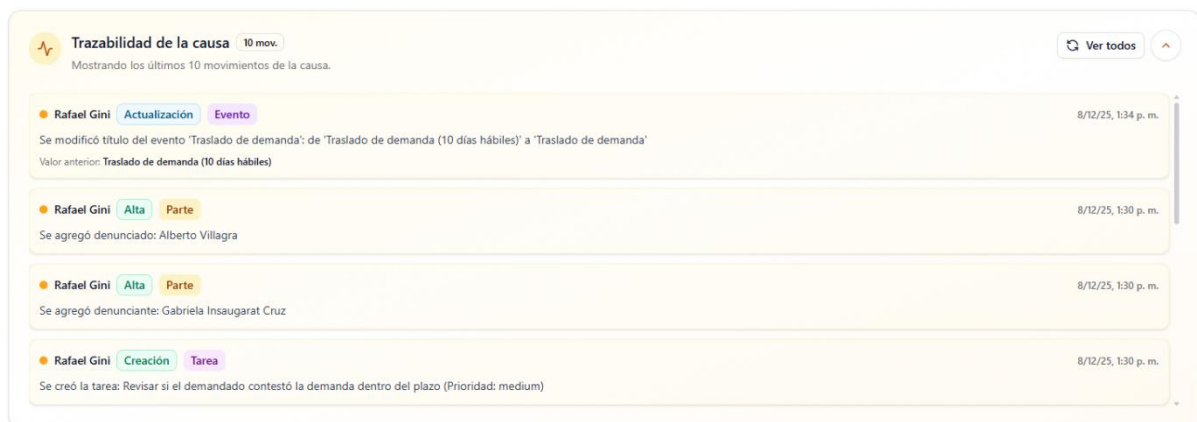 Trazabilidad de la causa 10 mov.
Ver todos
Mostrando los últimos 10 movimientos de la causa.
Rafael Gini Actualización Evento 8/12/25, 1:34 p. m.
Se modificó título del evento 'Traslado de demanda': de 'Traslado de demanda (10 días hábiles)' a 'Traslado de demanda'
Valor anterior: Traslado de demanda (10 días hábiles)
Rafael Gini Alta Parte 8/12/25, 1:30 p. m.
Se agregó denunciado: Alberto Villagra
Rafael Gini Alta Parte 8/12/25, 1:30 p. m.
Se agregó denunciante: Gabriela Insaugarat Cruz
Rafael Gini Creación Tarea 8/12/25, 1:30 p. m.
Se creó la tarea: Revisar si el demandado contestó la demanda dentro del plazo (Prioridad: medium)